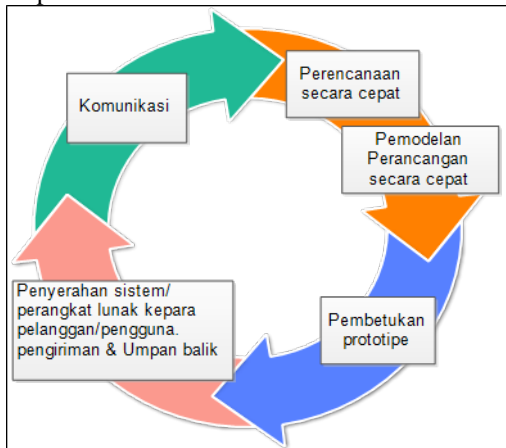 Komunikasi
Perencanaan
secara cepat
Pemodelan
Perancangan
secara cepat
Pembetukan
prototipe
Penyerahan sistem/
perangkat lunak kepara
pelanggan/pengguna.
pengiriman & Umpan balik